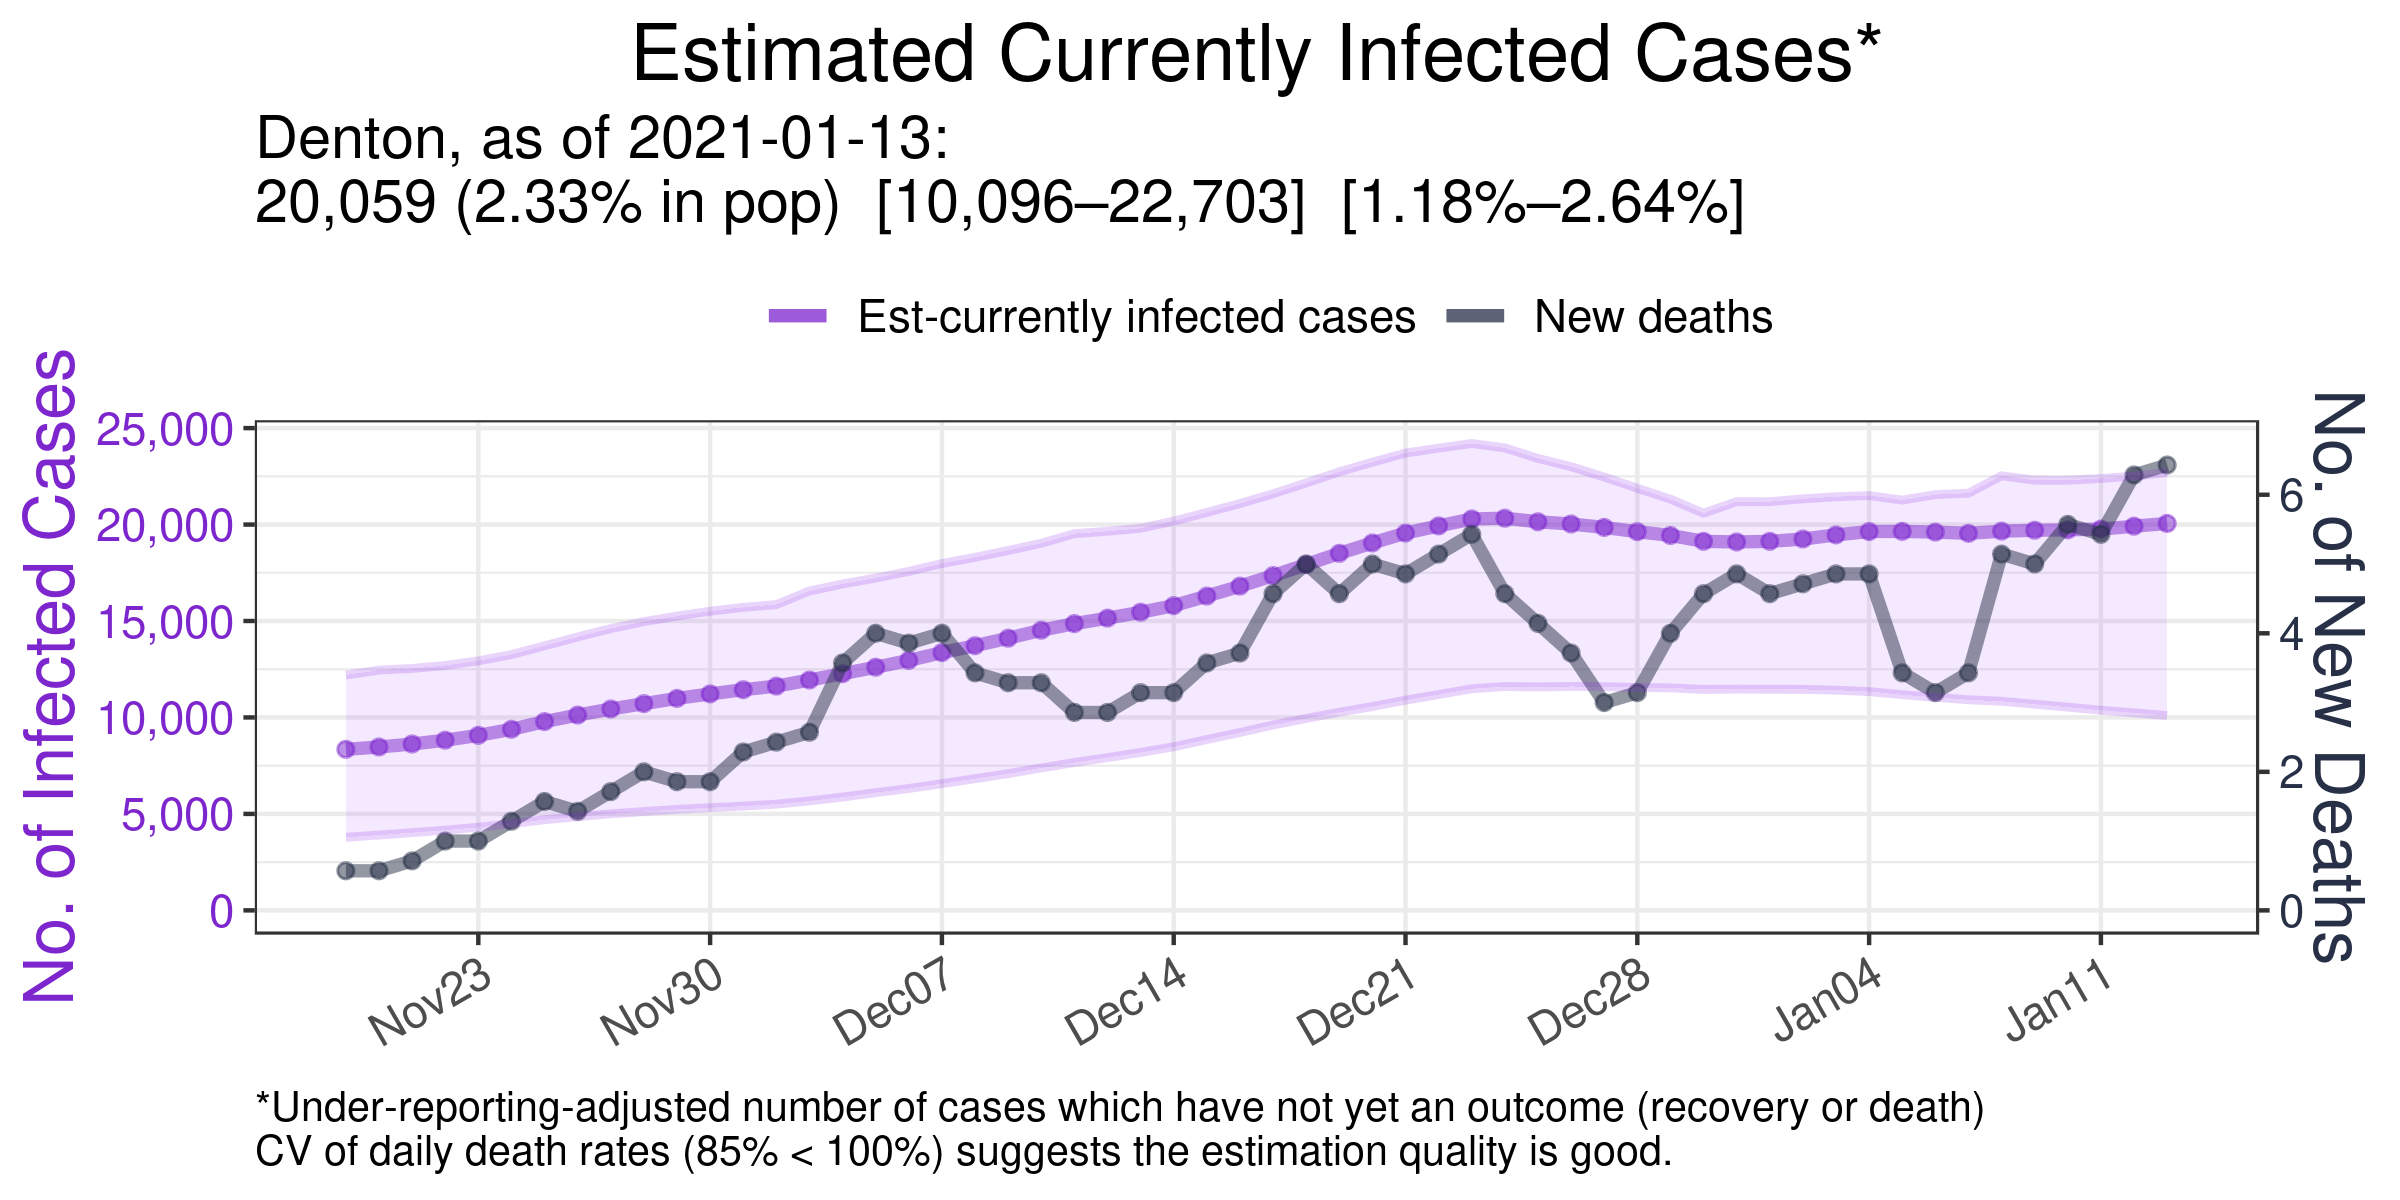 Estimated Currently Infected Cases*
Denton, as of 2021-01-13:
20,059 (2.33% in pop)  [10,096–22,703]  [1.18%–2.64%]
Est-currently infected cases
New deaths
No. of Infected Cases
25,000
20,000
15,000
10,000
5,000
0
No. of New Deaths
6
4
2
0
Nov23
Nov30
Dec07
Dec14
Dec21
Dec28
Jan04
Jan11
*Under-reporting-adjusted number of cases which have not yet an outcome (recovery or death)
CV of daily death rates (85% < 100%) suggests the estimation quality is good.